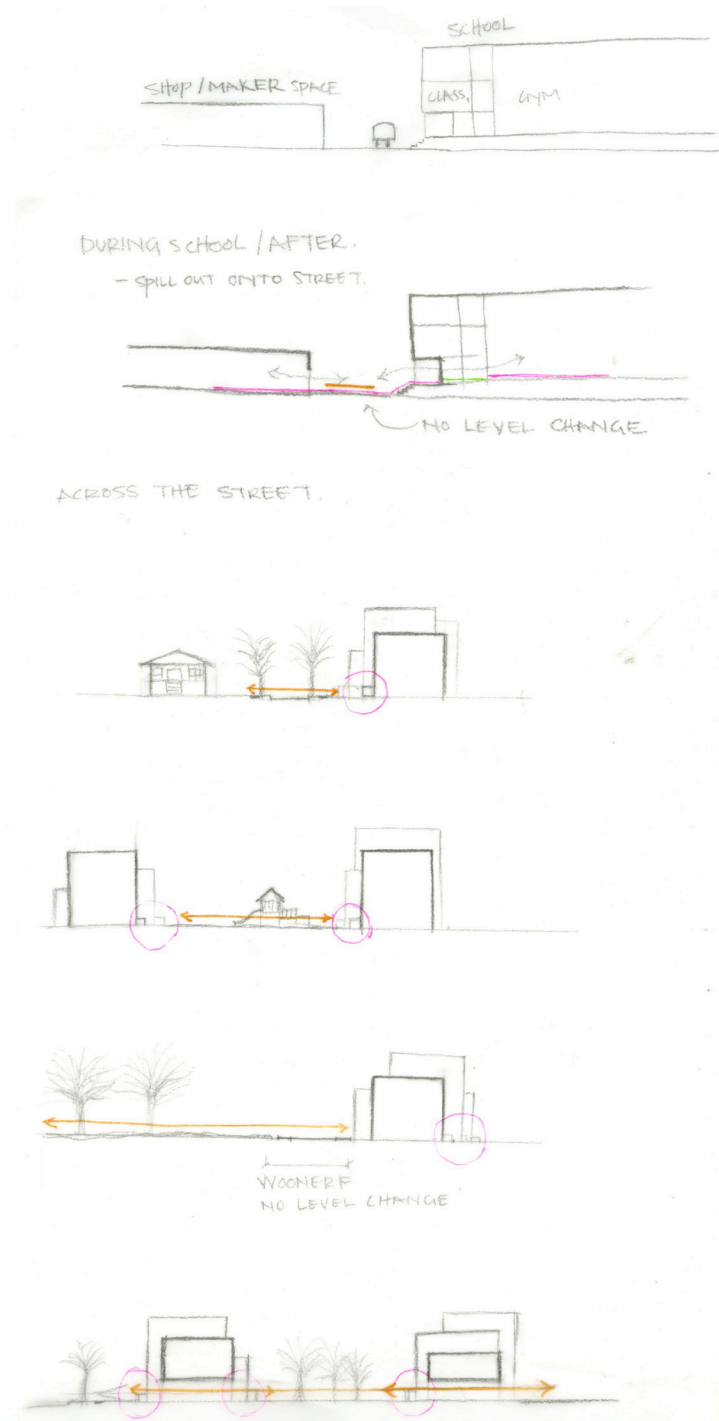 SCHOOL
SHOP/MAKER SPACE
CLASS.
GYM
DURING SCHOOL/AFTER.
- SPILL OUT ONTO STREET.
NO LEVEL CHANGE
ACROSS THE STREET.
WOONERF
NO LEVEL CHANGE